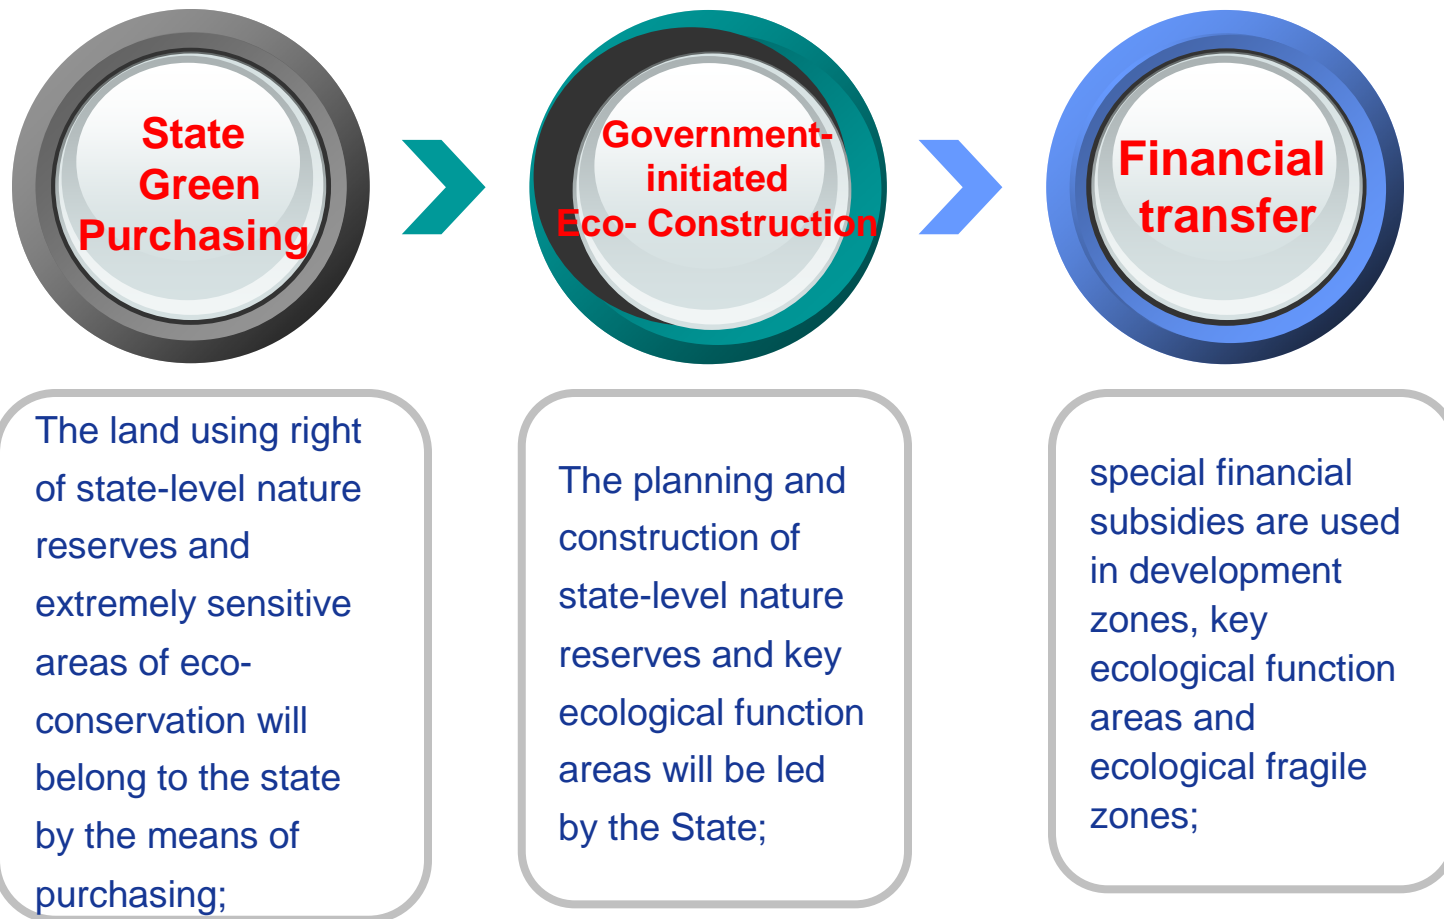 State
Green
Purchasing
Government-
initiated
Eco- Construction
Financial
transfer
The land using right
of state-level nature
reserves and
extremely sensitive
areas of eco-
conservation will
belong to the state
by the means of
purchasing;
The planning and
construction of
state-level nature
reserves and key
ecological function
areas will be led
by the State;
special financial
subsidies are used
in development
zones, key
ecological function
areas and
ecological fragile
zones;